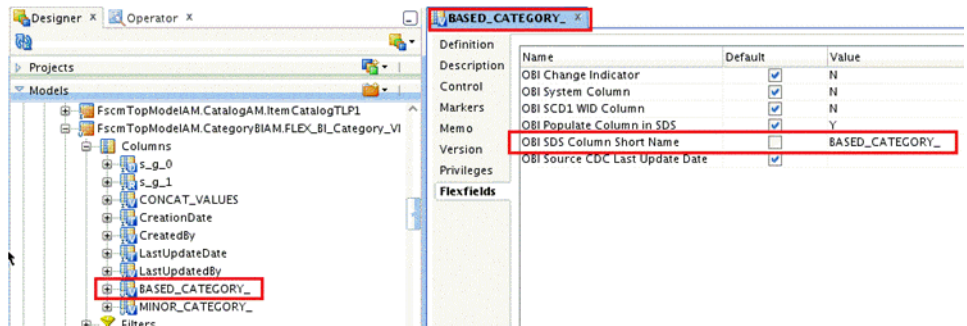 Designer
Operator
Projects
Models
FscmTopModelAM.CatalogAM.ItemCatalogTLP1
FscmTopModelAM.CategoryBIAM.FLEX_BI_Category_VI
Columns
s_g_0
s_g_1
CONCAT_VALUES
CreationDate
CreatedBy
LastUpdateDate
LastUpdatedBy
BASED_CATEGORY_
MINOR_CATEGORY_
Filters
BASED_CATEGORY_
Definition
Description
Control
Markers
Memo
Version
Privileges
Flexfields
Name Default Value
OBI Change Indicator N
OBI System Column N
OBI SCD1 WID Column N
OBI Populate Column in SDS Y
OBI SDS Column Short Name BASED_CATEGORY_
OBI Source CDC Last Update Date